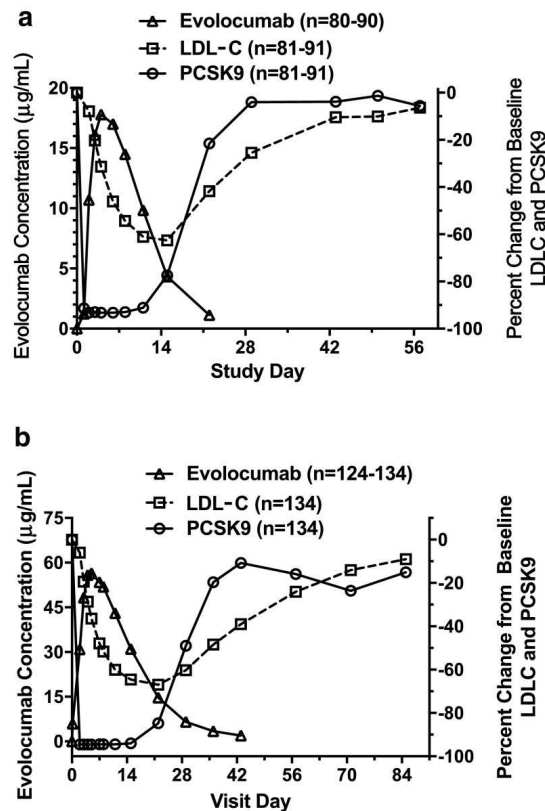 a
Evolocumab (n=80-90)
LDL-C (n=81-91)
PCSK9 (n=81-91)
Evolocumab Concentration (µg/mL)
20
15
10
5
0
0 14 28 42 56
Study Day
0
-20
-40
-60
-80
-100
Percent Change from Baseline
LDLC and PCSK9
b
Evolocumab (n=124-134)
LDL-C (n=134)
PCSK9 (n=134)
Evolocumab Concentration (µg/mL)
75
60
45
30
15
0
0 14 28 42 56 70 84
Visit Day
0
-20
-40
-60
-80
-100
Percent Change from Baseline
LDLC and PCSK9